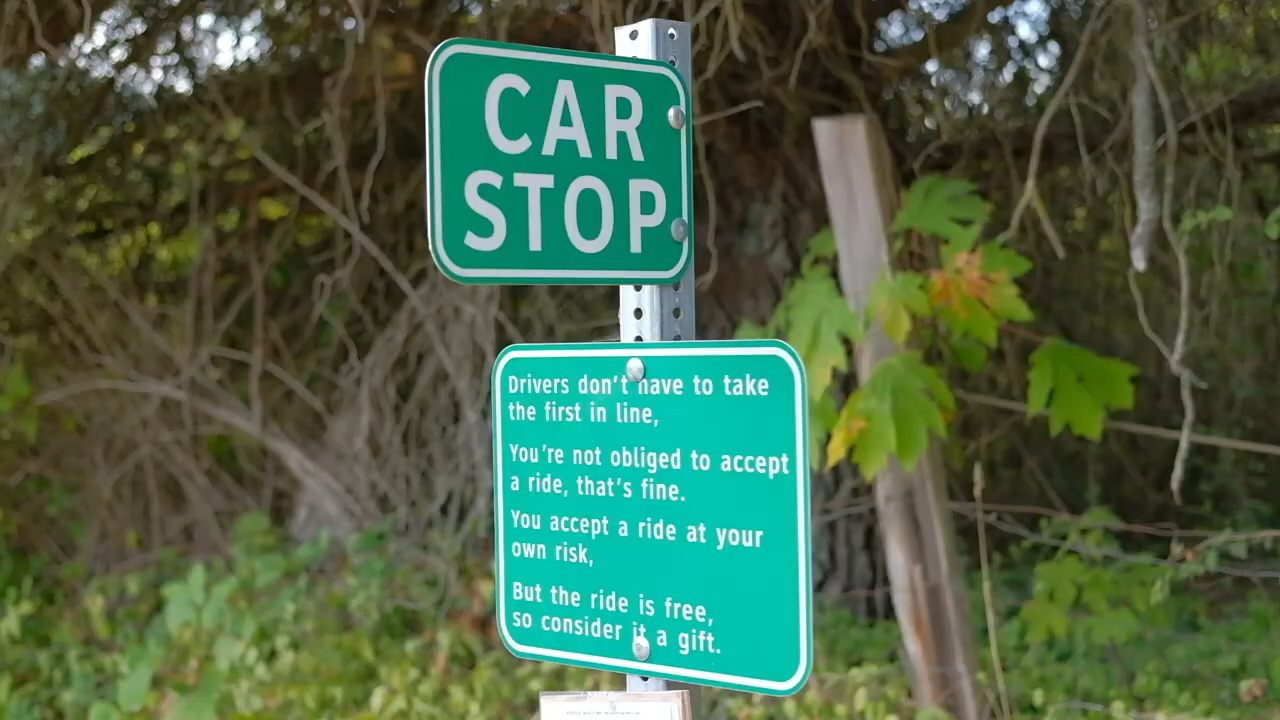 CAR
STOP
Drivers don't have to take
the first in line,
You're not obliged to accept
a ride, that's fine.
You accept a ride at your
own risk,
But the ride is free,
so consider it a gift.